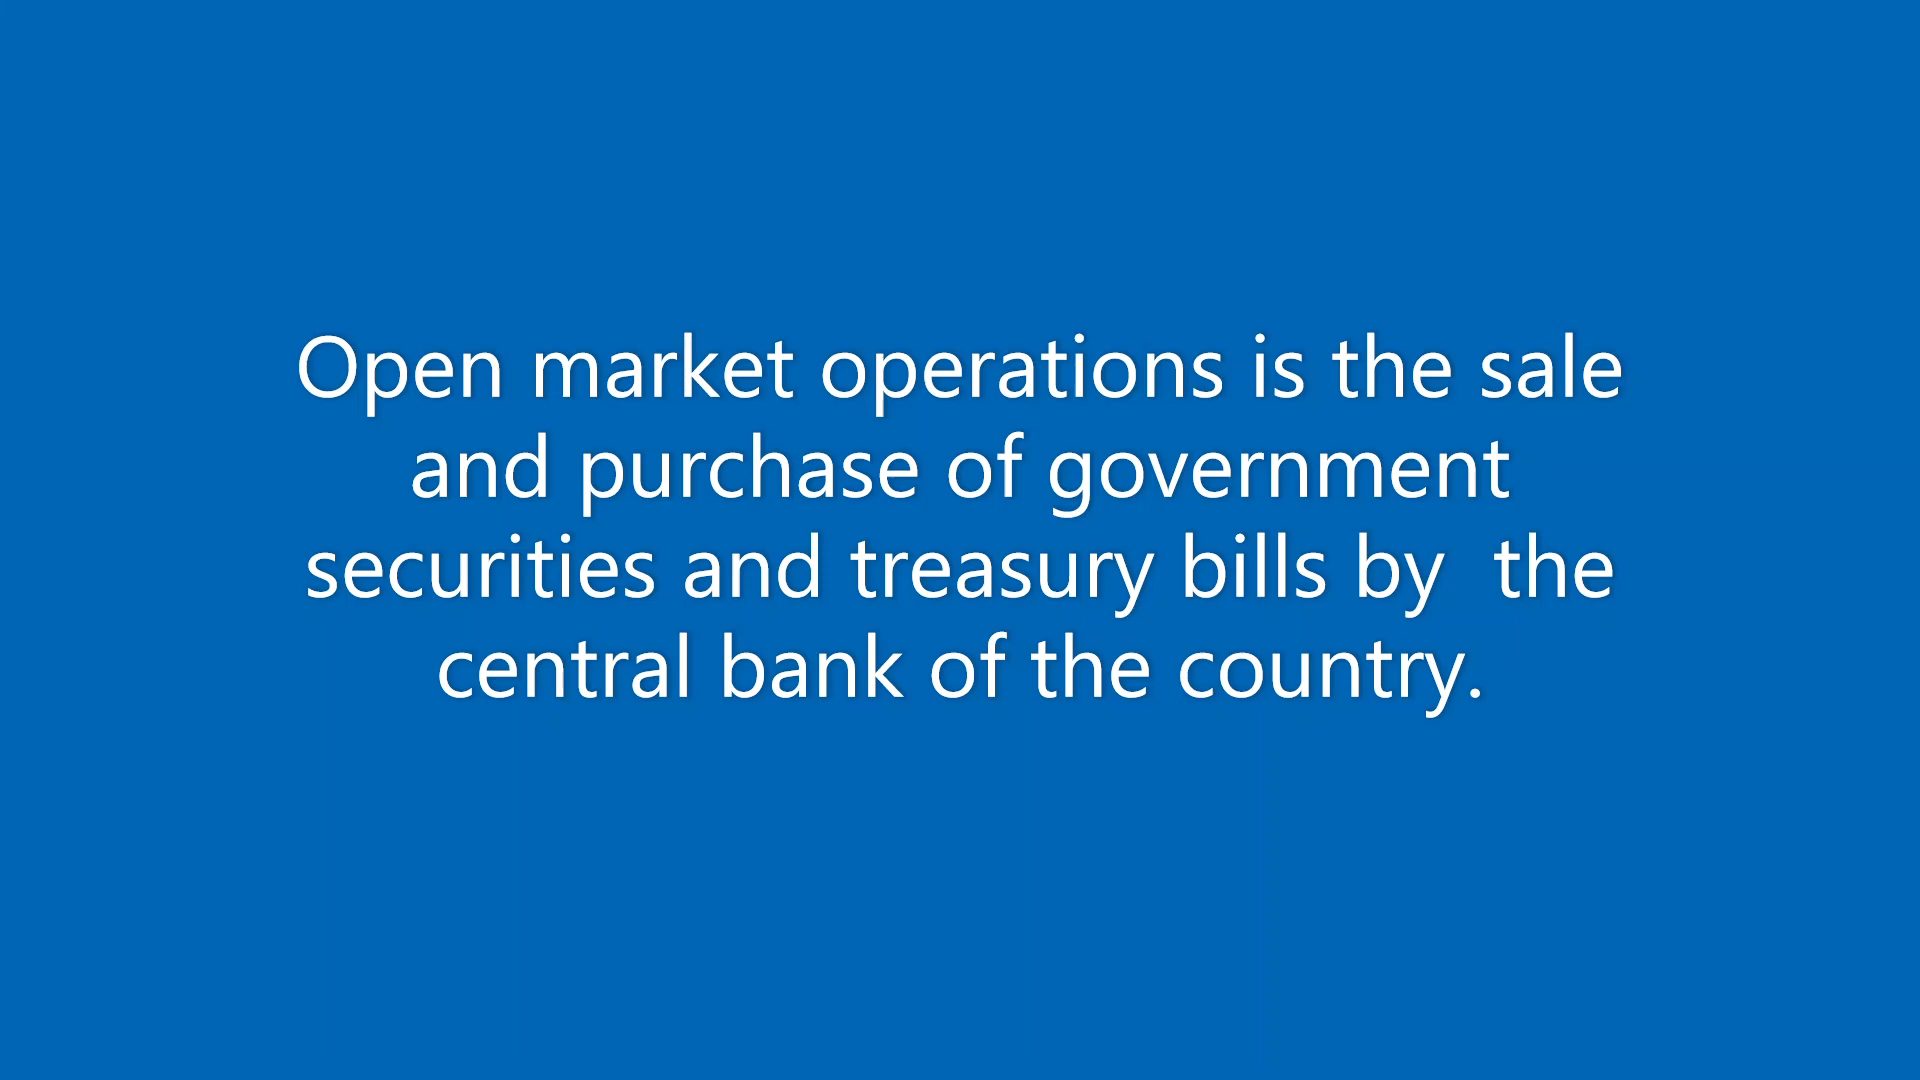 Open market operations is the sale
and purchase of government
securities and treasury bills by  the
central bank of the country.